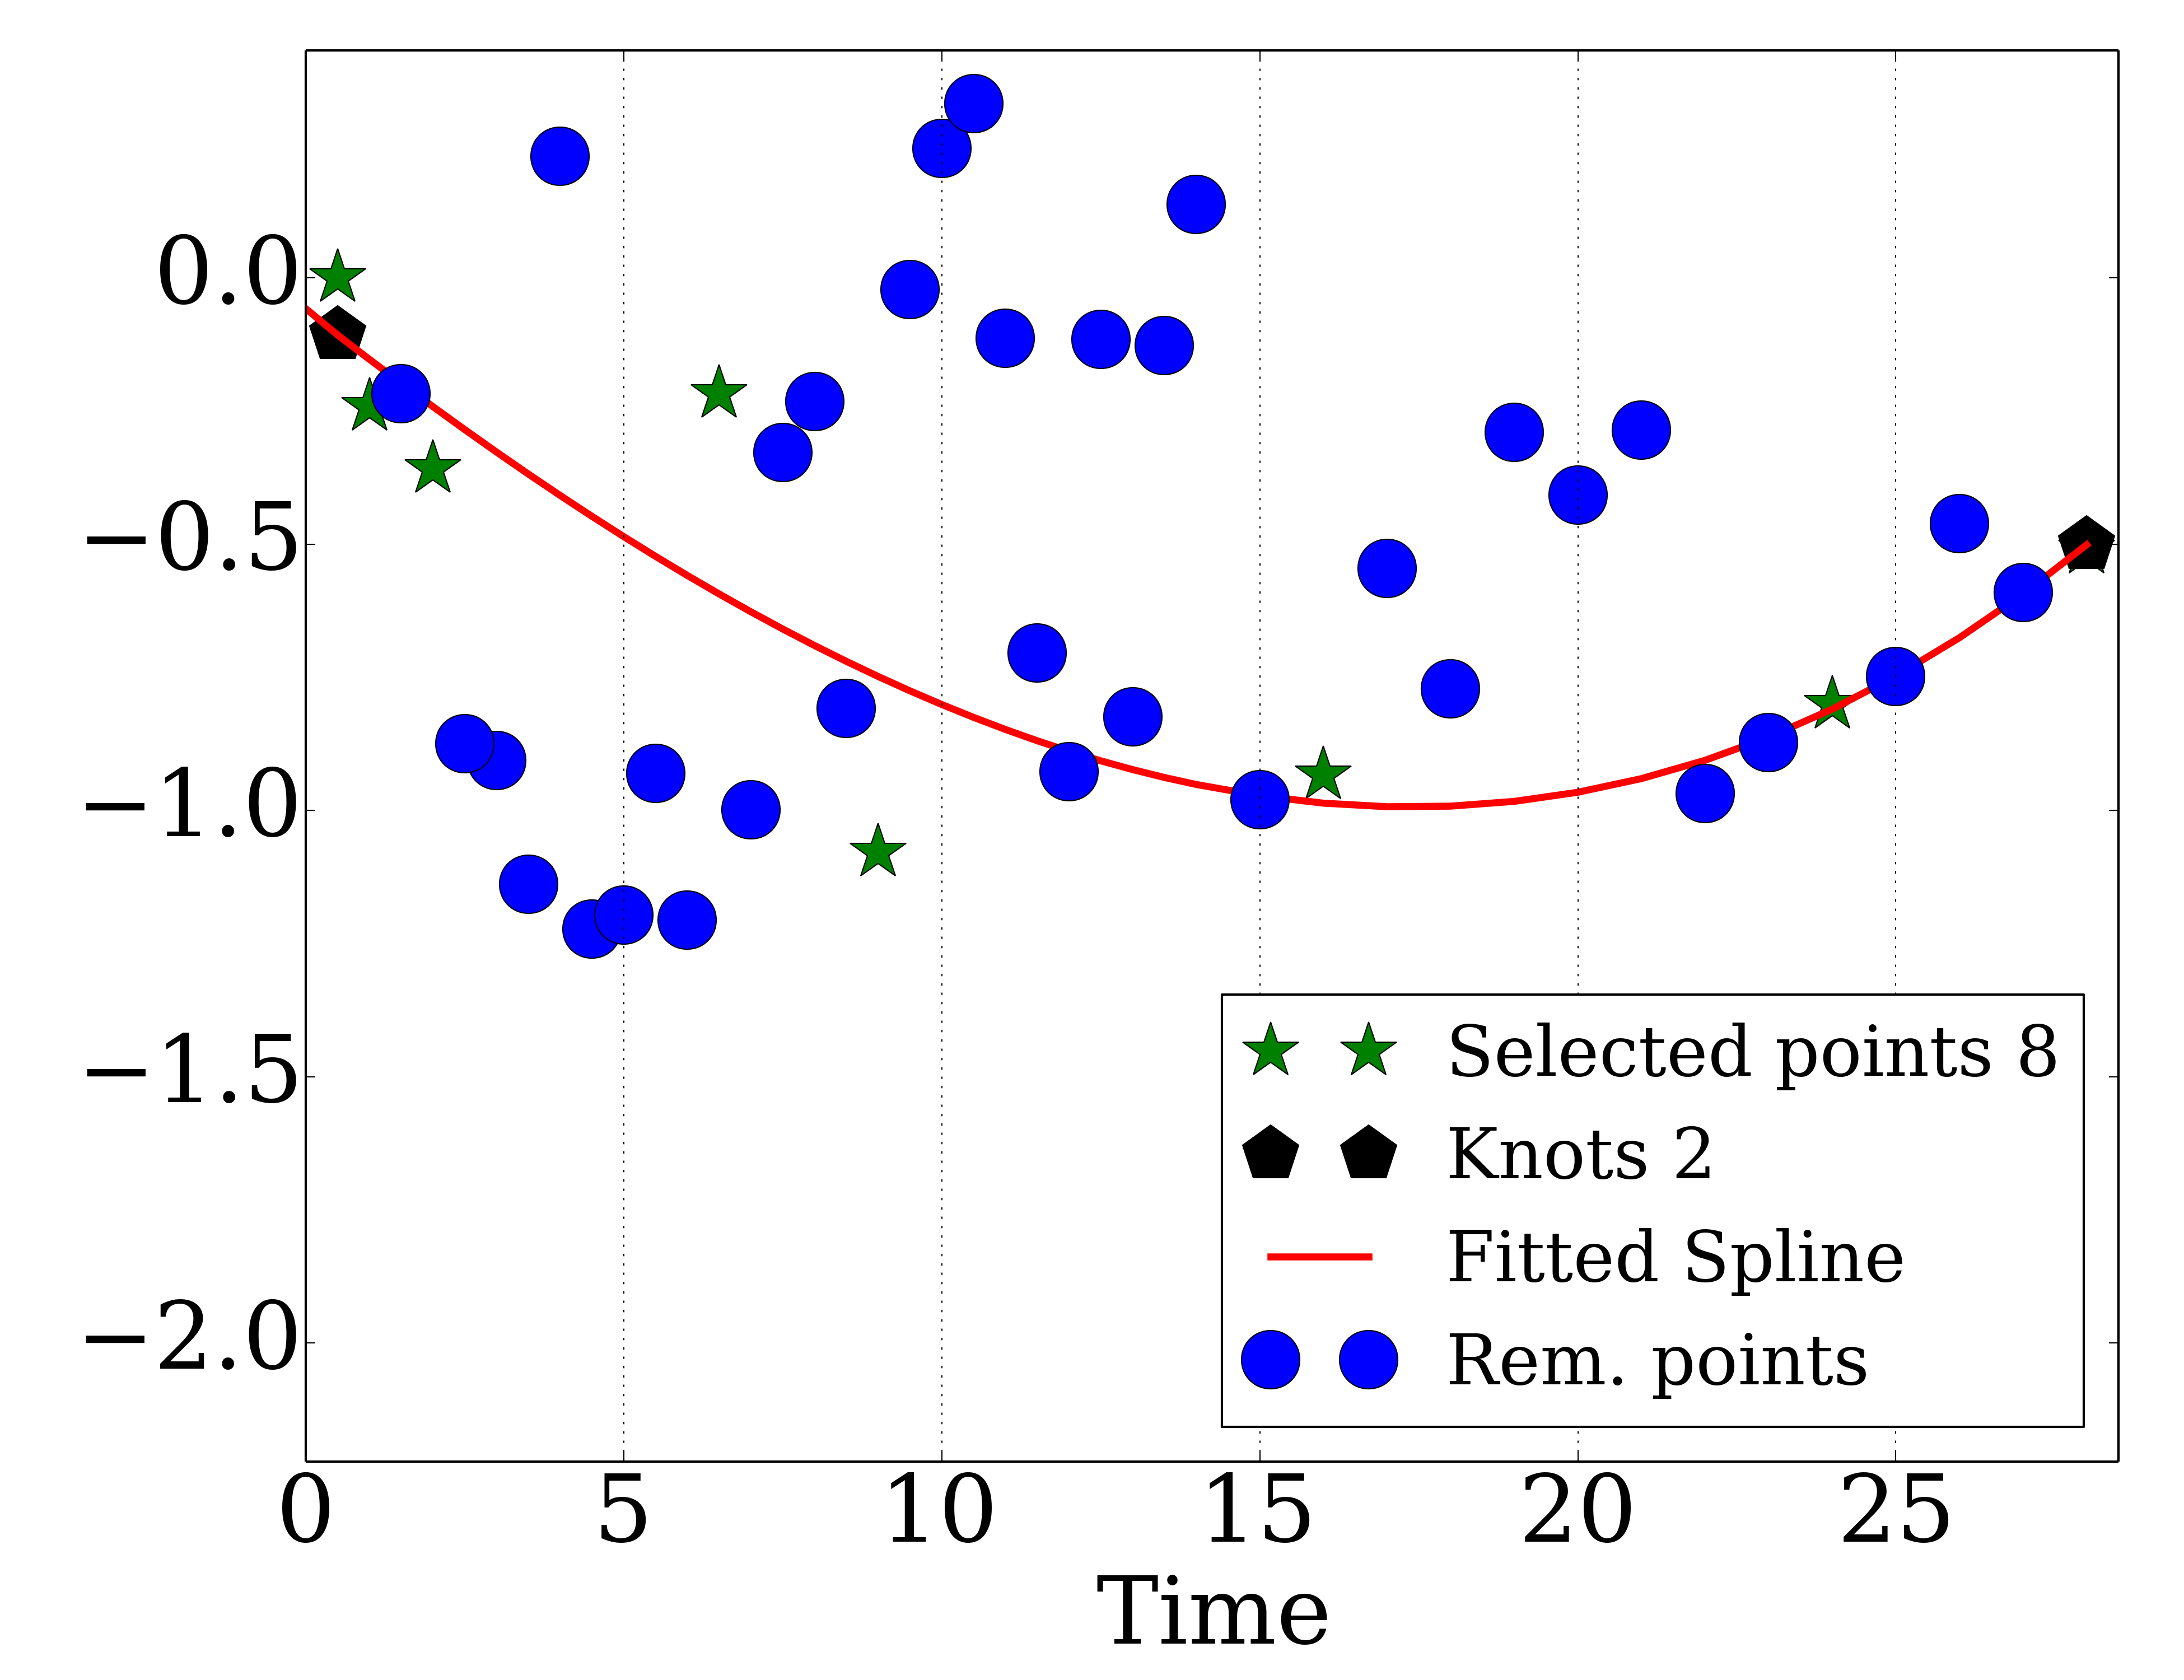 0.0
−0.5
−1.0
−1.5
−2.0
Selected points 8
Knots 2
Fitted Spline
Rem. points
0 5 10 15 20 25
Time